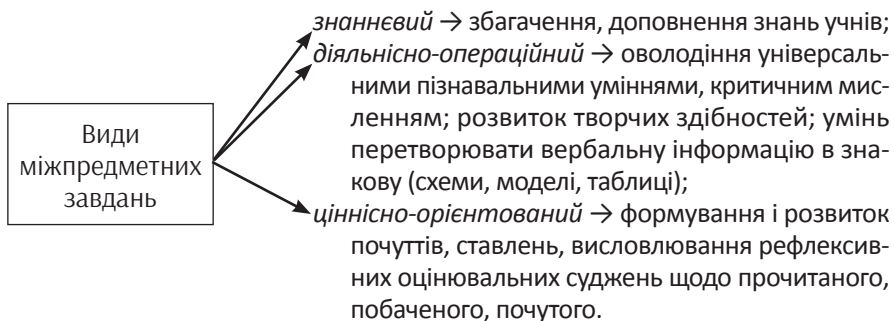 знаннєвий → збагачення, доповнення знань учнів;
діяльнісно-операційний → оволодіння універсаль-
ними пізнавальними уміннями, критичним мис-
ленням; розвиток творчих здібностей; умінь
перетворювати вербальну інформацію в зна-
кову (схеми, моделі, таблиці);
Види
міжпредметних
завдань
ціннісно-орієнтований → формування і розвиток
почуттів, ставлень, висловлювання рефлексив-
них оцінювальних суджень щодо прочитаного,
побаченого, почутого.